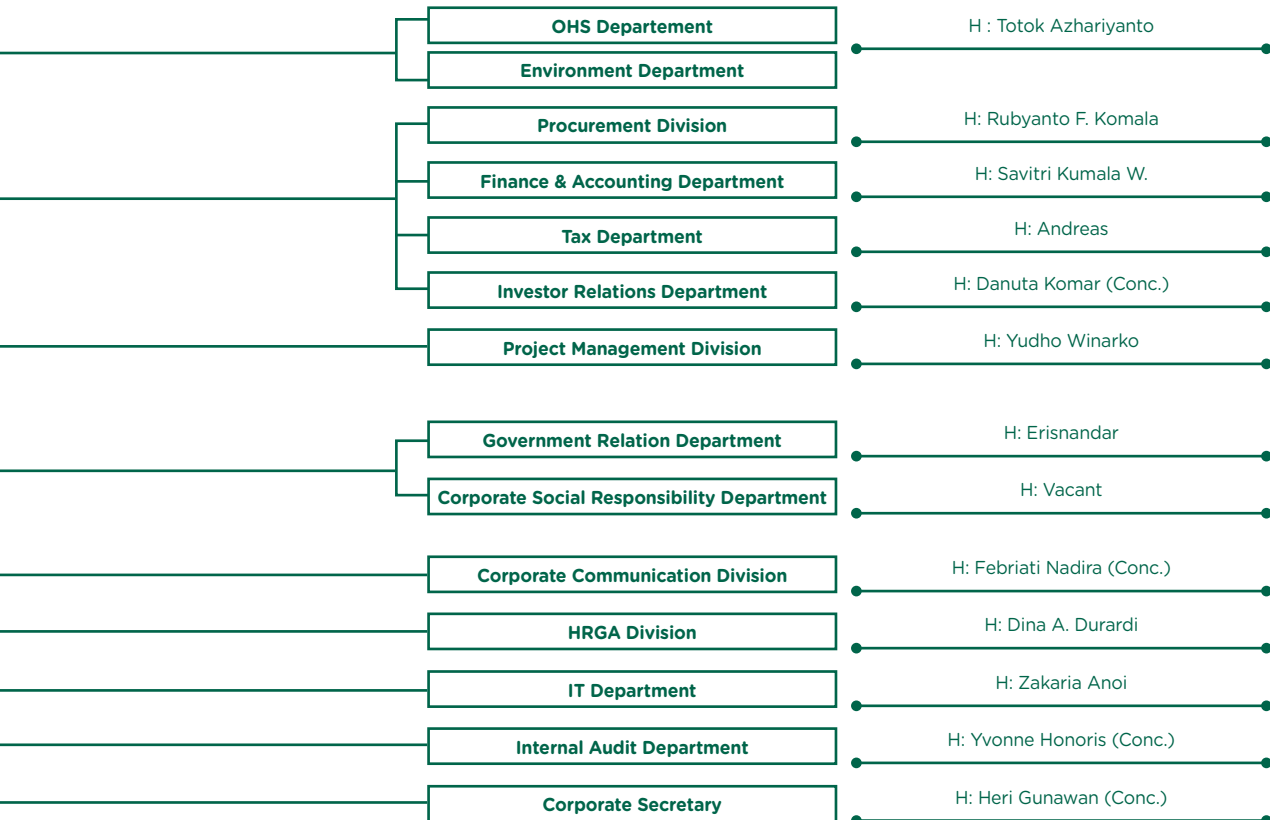 OHS Departement
H : Totok Azhariyanto
Environment Department
Procurement Division
H: Rubyanto F. Komala
Finance & Accounting Department
H: Savitri Kumala W.
Tax Department
H: Andreas
Investor Relations Department
H: Danuta Komar (Conc.)
Project Management Division
H: Yudho Winarko
Government Relation Department
H: Erisnandar
Corporate Social Responsibility Department
H: Vacant
Corporate Communication Division
H: Febriati Nadira (Conc.)
HRGA Division
H: Dina A. Durardi
IT Department
H: Zakaria Anoi
Internal Audit Department
H: Yvonne Honoris (Conc.)
Corporate Secretary
H: Heri Gunawan (Conc.)